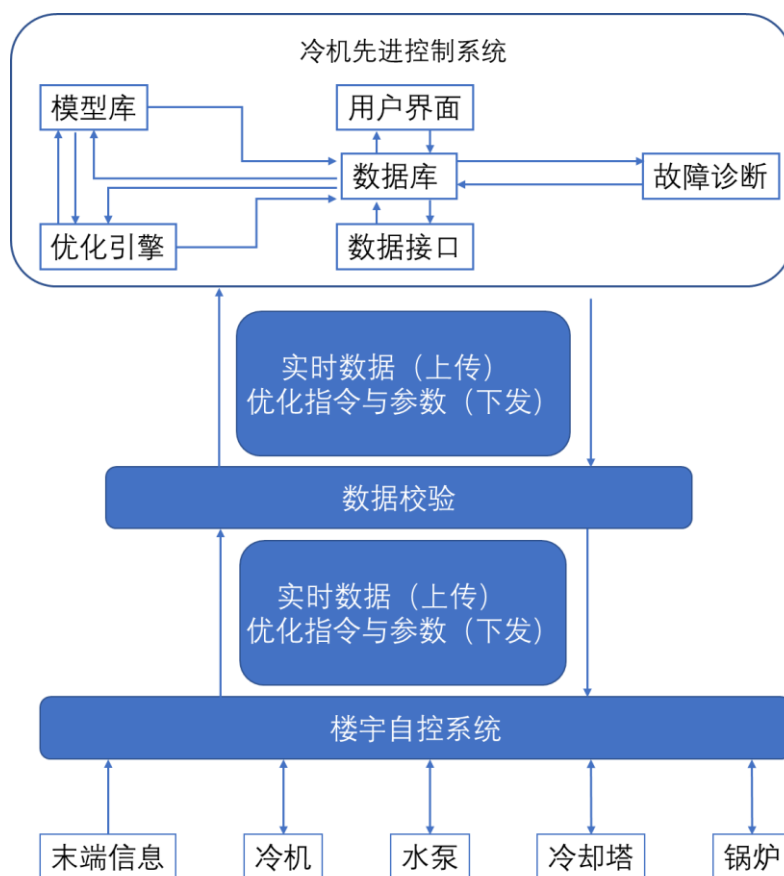 冷机先进控制系统
模型库
用户界面
数据库
故障诊断
优化引擎
数据接口
实时数据（上传）
优化指令与参数（下发）
数据校验
实时数据（上传）
优化指令与参数（下发）
楼宇自控系统
末端信息
冷机
水泵
冷却塔
锅炉